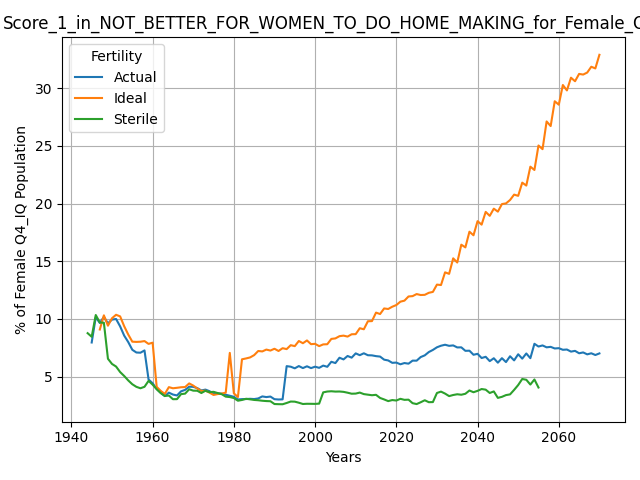 Score_1_in_NOT_BETTER_FOR_WOMEN_TO_DO_HOME_MAKING_for_Female_
Fertility
Actual
Ideal
Sterile
% of Female Q4_IQ Population
30
25
20
15
10
5
1940 1960 1980 2000 2020 2040 2060
Years